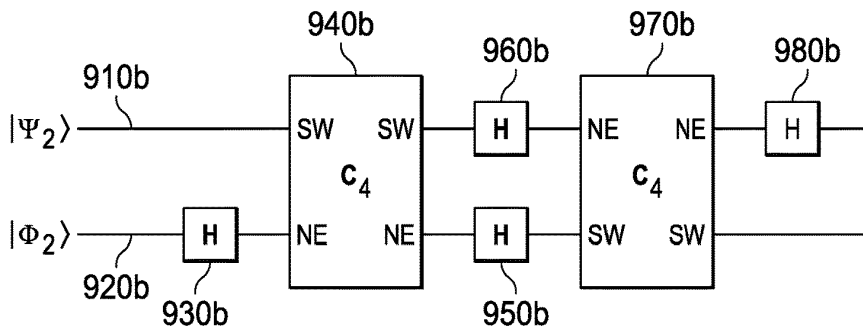 940b 960b 970b 980b
910b
|Ψ₂⟩ SW SW H NE NE H
C₄ C₄
|Φ₂⟩ H NE NE H SW SW
920b
930b 950b